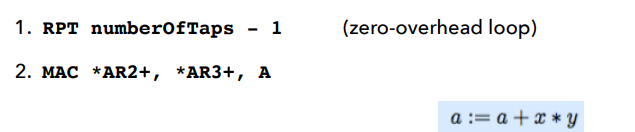 1. RPT numberOfTaps - 1 (zero-overhead loop)
2. MAC *AR2+, *AR3+, A
a := a + x * y